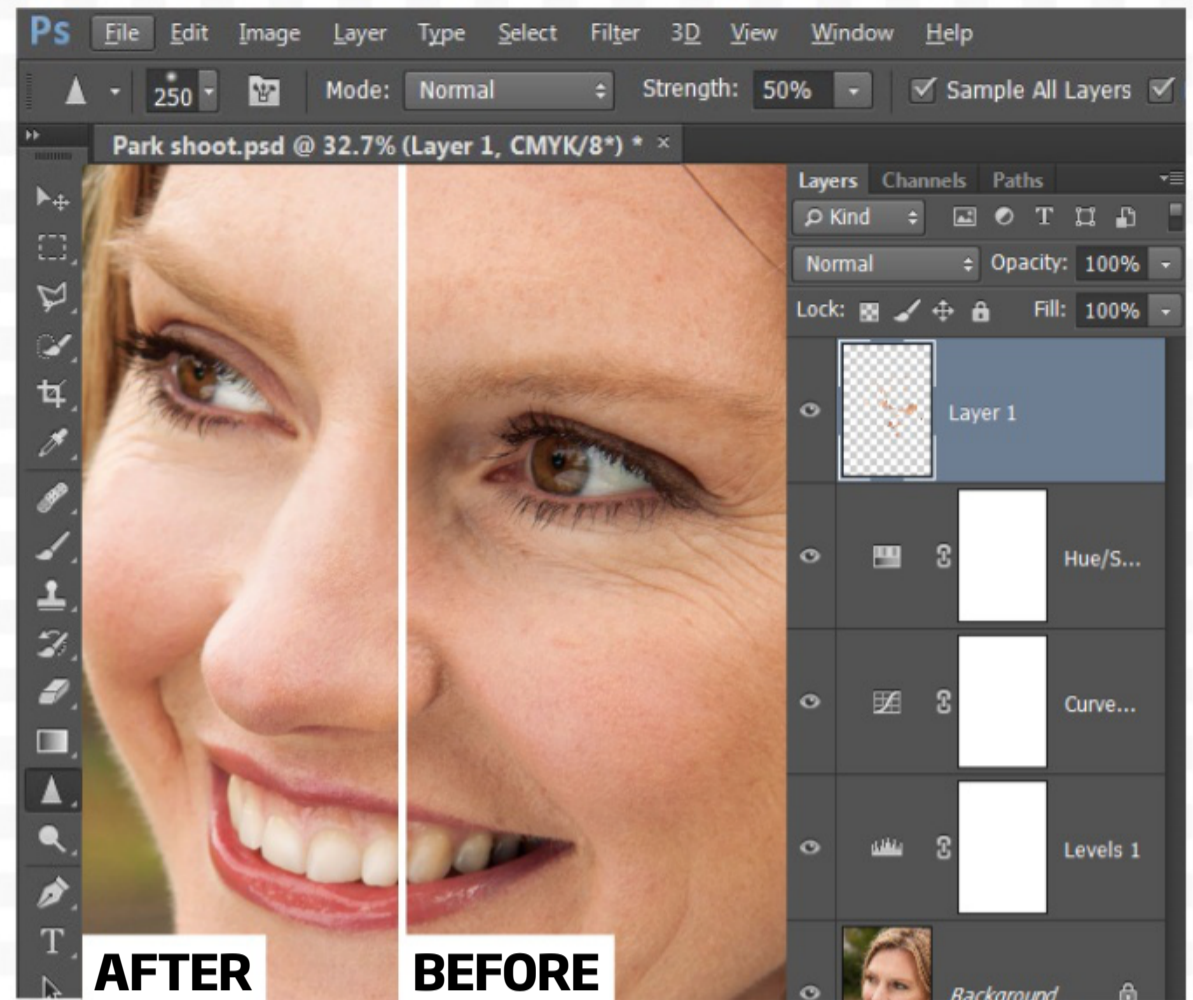 Ps File Edit Image Layer Type Select Filter 3D View Window Help
250 Mode: Normal Strength: 50% Sample All Layers
Park shoot.psd @ 32.7% (Layer 1, CMYK/8*) * ×
Layers Channels Paths
Kind T
Normal Opacity: 100%
Lock: Fill: 100%
Layer 1
Hue/S...
Curve...
Levels 1
Background
T
AFTER BEFORE